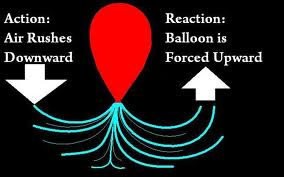 Action:
Air Rushes
Downward
Reaction:
Balloon is
Forced Upward